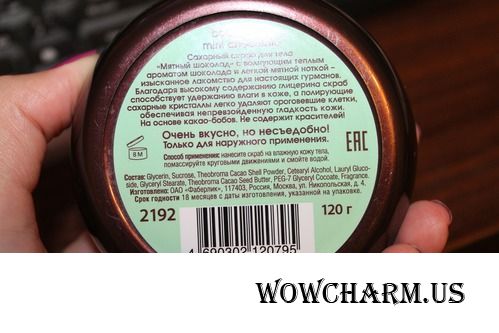 Сахарный скраб для тела
«Мятный шоколад» с волнующим теплым
ароматом шоколада и легкой мятной ноткой –
изысканное лакомство для настоящих гурманов.
Благодаря высокому содержанию глицерина скраб
способствует удержанию влаги в коже, а полирующие
сахарные кристаллы легко удаляют ороговевшие клетки,
обеспечивая непревзойденную гладкость кожи.
На основе какао-бобов. Не содержит красителей!
Очень вкусно, но несъедобно!
Только для наружного применения.
8M
EAC
Способ применения: нанесите скраб на влажную кожу тела,
помассируйте круговыми движениями и смойте водой.
Состав: Glycerin, Sucrose, Theobroma Cacao Shell Powder, Cetearyl Alcohol, Lauryl Gluco-
side, Glyceryl Stearate, Theobroma Cacao Seed Butter, PEG-7 Glyceryl Cocoate, Fragrance.
Изготовлено: ОАО «Фаберлик», 117403, Россия, Москва, ул. Никопольская, д. 4.
Срок годности 18 месяцев с даты изготовления, указанной на упаковке.
2192
120 г
4 690302 120795
WOWCHARM.US